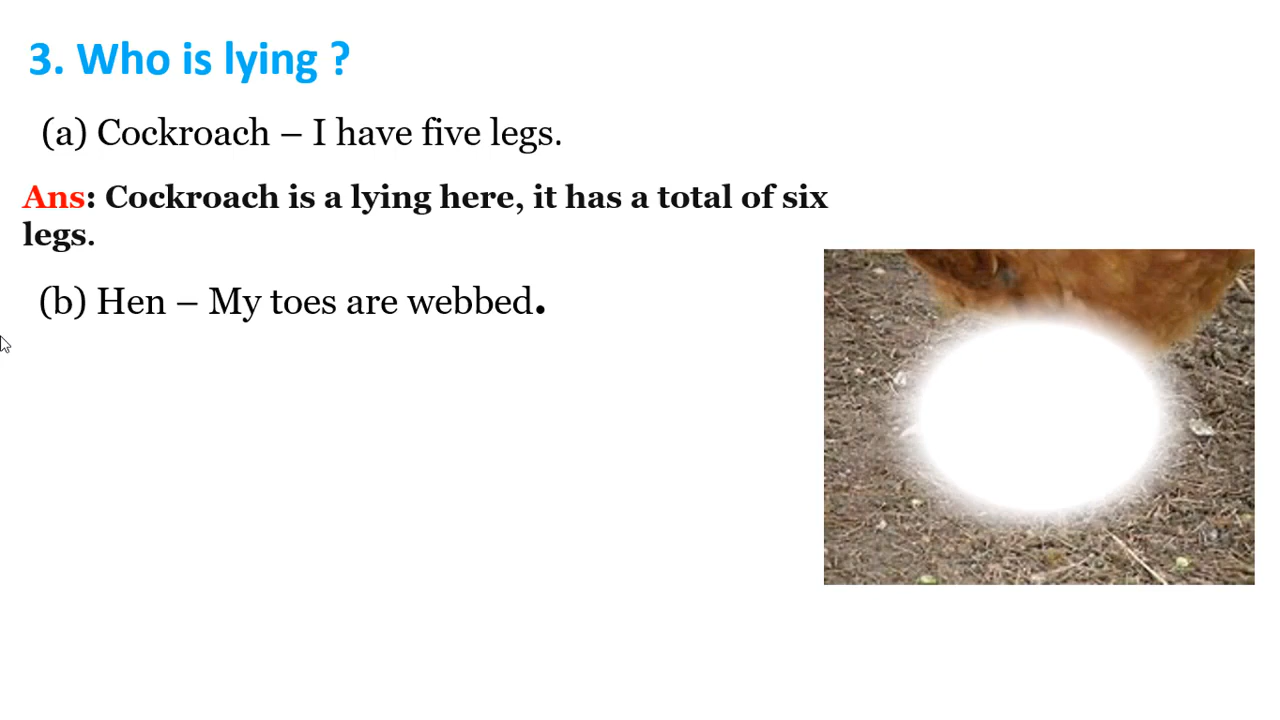 3. Who is lying ?
(a) Cockroach – I have five legs.
Ans: Cockroach is a lying here, it has a total of six
legs.
(b) Hen – My toes are webbed.